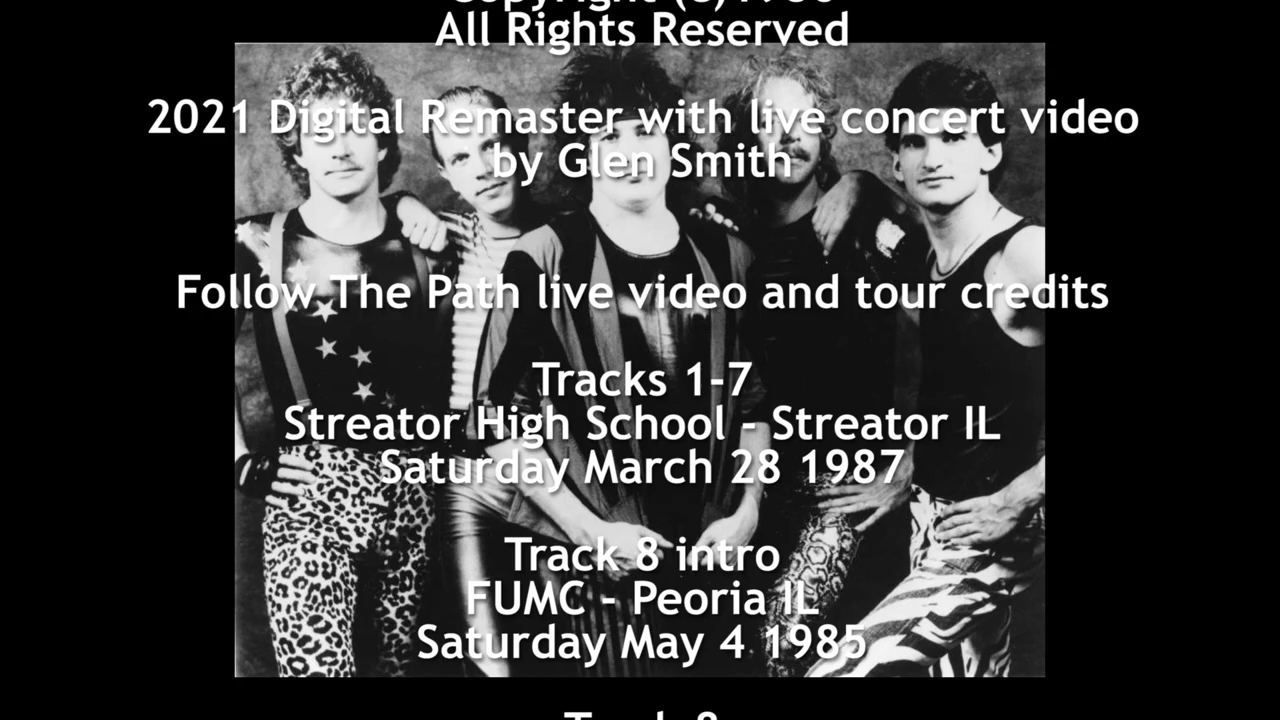 All Rights Reserved
2021 Digital Remaster with live concert video
by Glen Smith
Follow The Path live video and tour credits
Tracks 1-7
Streator High School - Streator IL
Saturday March 28 1987
Track 8 intro
FUMC - Peoria IL
Saturday May 4 1985